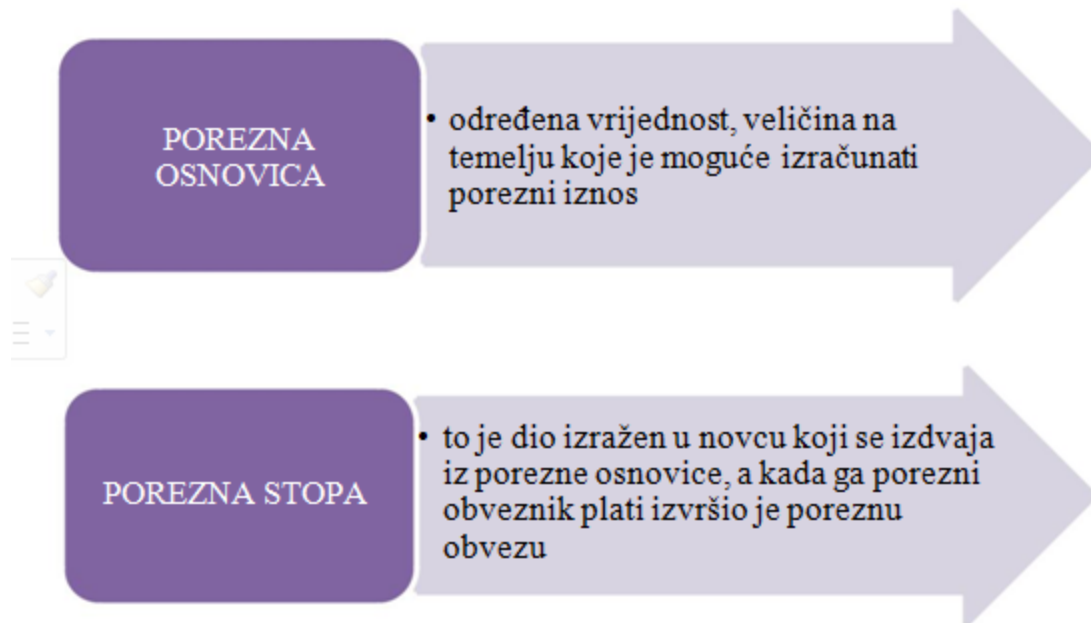 POREZNA
OSNOVICA
• određena vrijednost, veličina na
temelju koje je moguće izračunati
porezni iznos
POREZNA STOPA
• to je dio izražen u novcu koji se izdvaja
iz porezne osnovice, a kada ga porezni
obveznik plati izvršio je poreznu
obvezu